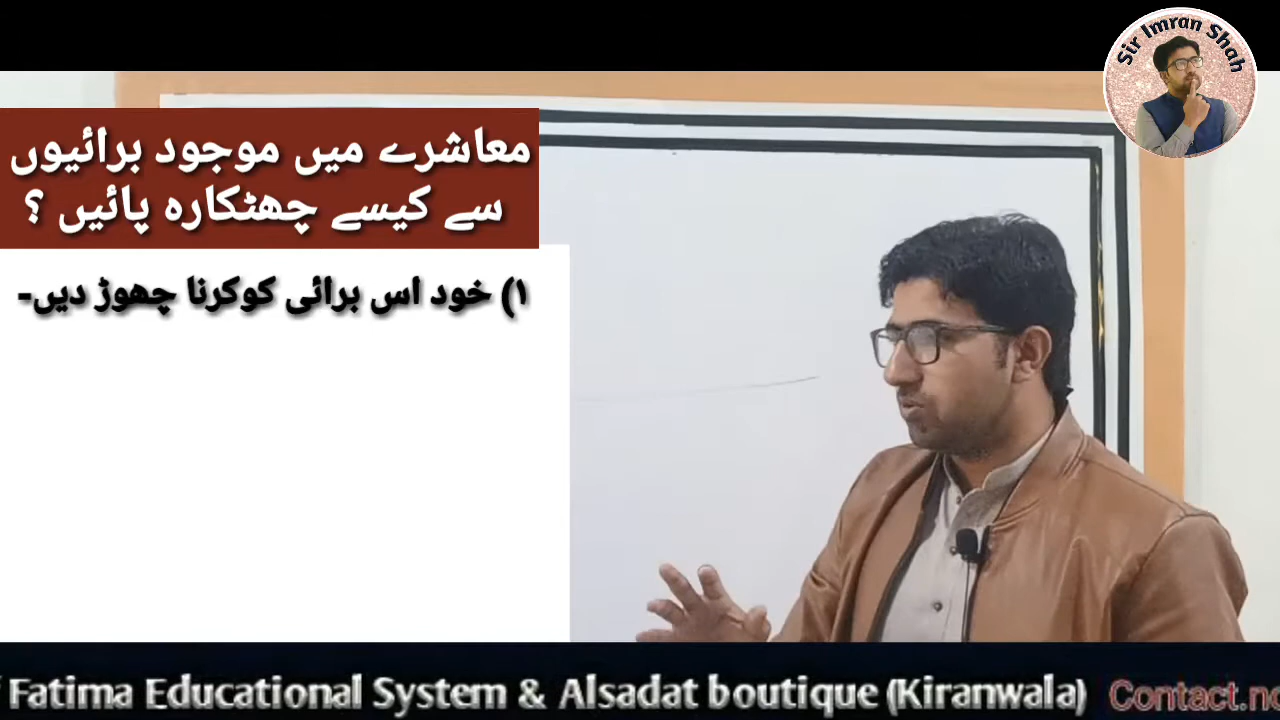 Sir Imran Shah
معاشرے میں موجود برائیوں
سے کیسے چھٹکارہ پائیں ؟
۱) خود اس برائی کوکرنا چھوڑ دیں-
Fatima Educational System & Alsadat boutique (Kiranwala) Contact.no